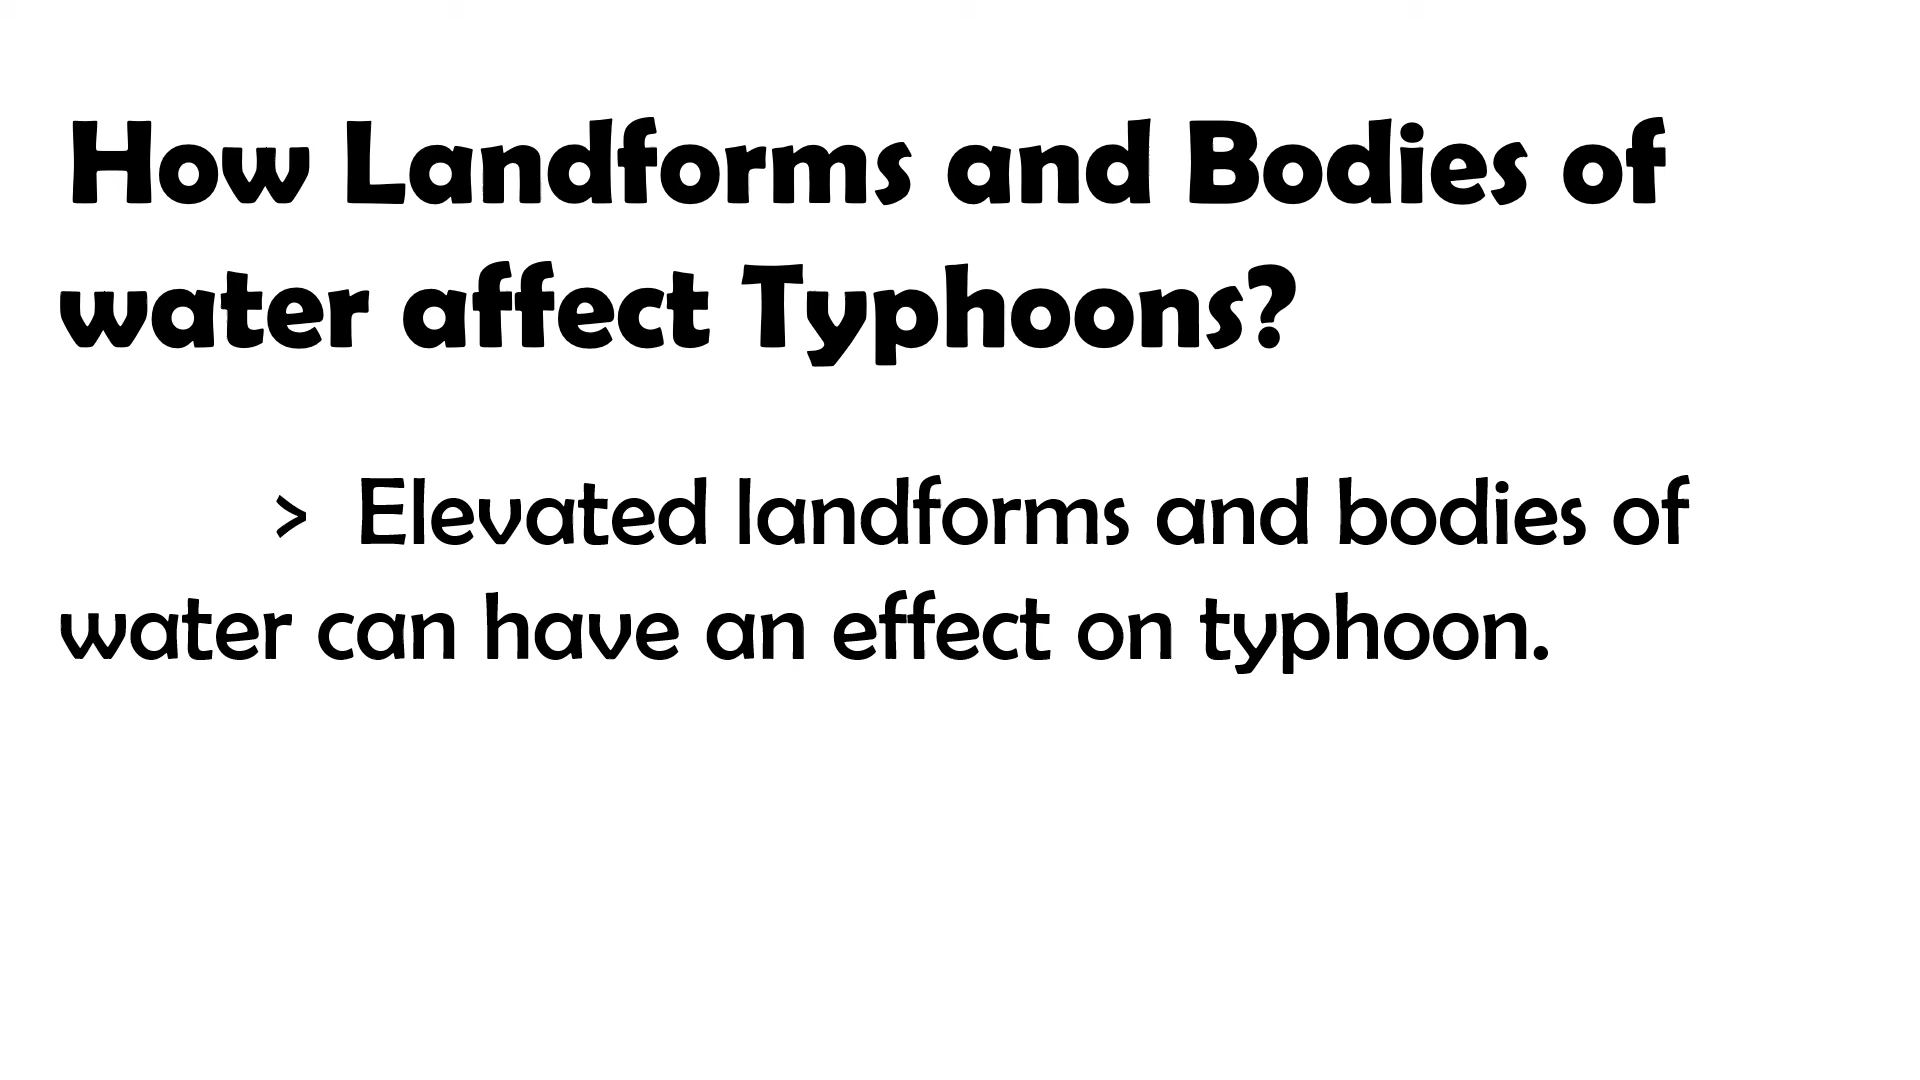 How Landforms and Bodies of
water affect Typhoons?
> Elevated landforms and bodies of
water can have an effect on typhoon.